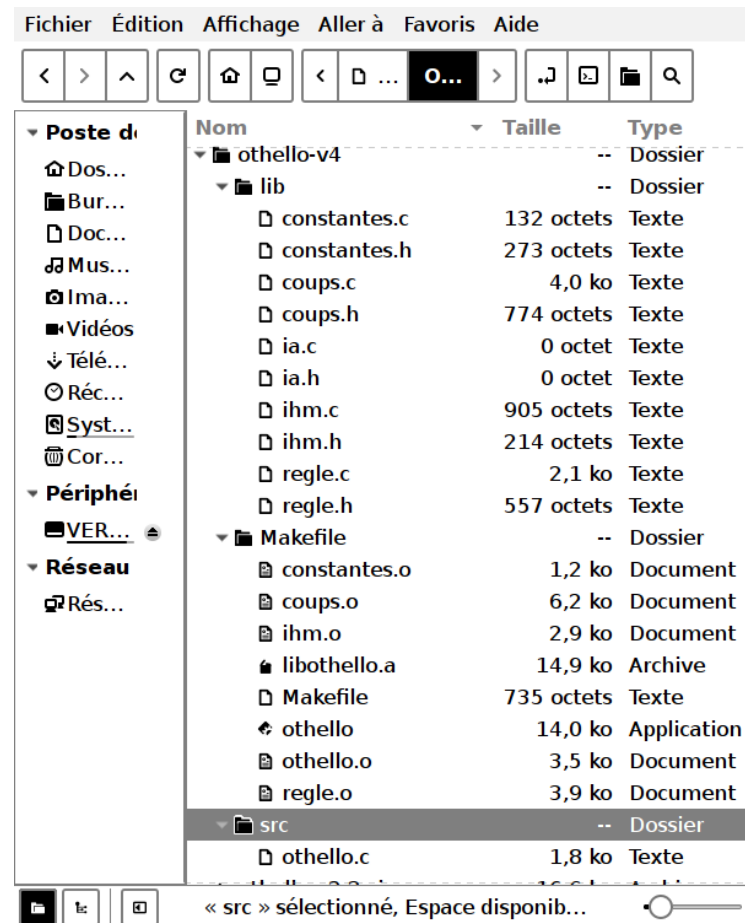 Fichier Édition Affichage Aller à Favoris Aide
... O...
Poste de
Dos...
Bur...
Doc...
Mus...
Ima...
Vidéos
Télé...
Réc...
Syst...
Cor...
Périphér
VER...
Réseau
Rés...
Nom Taille Type
othello-v4 -- Dossier
lib -- Dossier
constantes.c 132 octets Texte
constantes.h 273 octets Texte
coups.c 4,0 ko Texte
coups.h 774 octets Texte
ia.c 0 octet Texte
ia.h 0 octet Texte
ihm.c 905 octets Texte
ihm.h 214 octets Texte
regle.c 2,1 ko Texte
regle.h 557 octets Texte
Makefile -- Dossier
constantes.o 1,2 ko Document
coups.o 6,2 ko Document
ihm.o 2,9 ko Document
libothello.a 14,9 ko Archive
Makefile 735 octets Texte
othello 14,0 ko Application
othello.o 3,5 ko Document
regle.o 3,9 ko Document
src -- Dossier
othello.c 1,8 ko Texte
« src » sélectionné, Espace disponib...